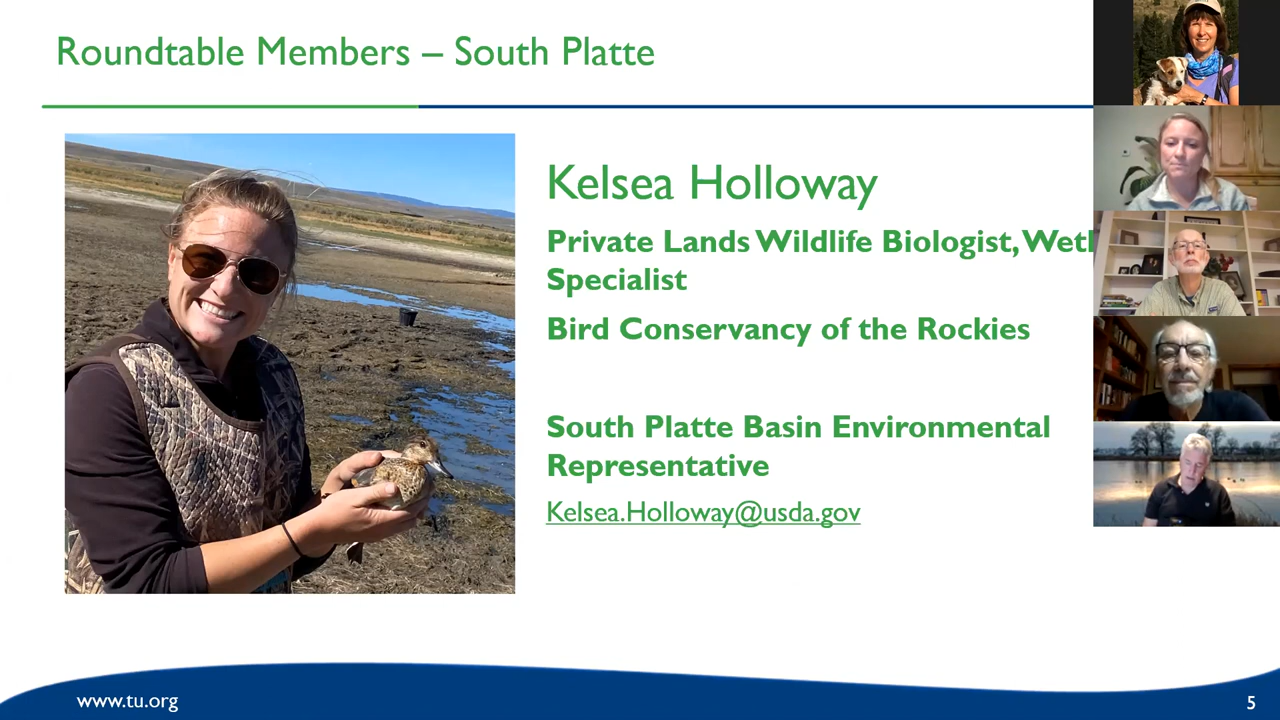 Roundtable Members – South Platte
Kelsea Holloway
Private Lands Wildlife Biologist, Wetl
Specialist
Bird Conservancy of the Rockies
South Platte Basin Environmental
Representative
Kelsea.Holloway@usda.gov
www.tu.org
5